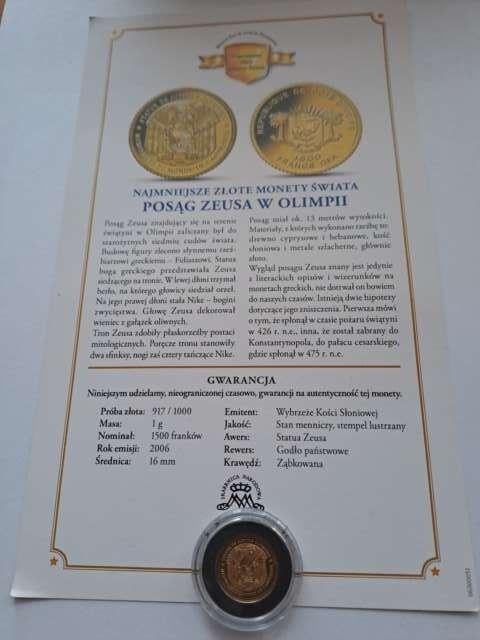 REPUBLIQUE DE COTE D'IVOIRE
1500
FRANCS CFA
NAJMNIEJSZE ZŁOTE MONETY ŚWIATA
POSĄG ZEUSA W OLIMPII
Posąg Zeusa znajdujący się na terenie
świątyni w Olimpii zaliczany był do
starożytnych siedmiu cudów świata.
Budowę figury zlecono słynnemu rzeź-
biarzowi greckiemu – Fidiaszowi. Statua
boga greckiego przedstawiała Zeusa
siedzącego na tronie. W lewej dłoni trzymał
berło, na którego głowicy siedział orzeł.
Na jego prawej dłoni stała Nike – bogini
zwycięstwa. Głowę Zeusa dekorował
wieniec z gałązek oliwnych.
Tron Zeusa zdobiły płaskorzeźby postaci
mitologicznych. Poręcze tronu stanowiły
dwa sfinksy, nogi zaś cztery tańczące Nike.
Posąg miał ok. 13 metrów wysokości.
Materiały, z których wykonano rzeźbę to:
drewno cyprysowe i hebanowe, kość
słoniowa i metale szlachetne, głównie
złoto.
Wygląd posągu Zeusa znany jest jedynie
z literackich opisów i wizerunków na
monetach greckich, nie dotrwał on bowiem
do naszych czasów. Istnieją dwie hipotezy
dotyczące jego zniszczenia. Pierwsza mówi
o tym, że spłonął w czasie pożaru świątyni
w 426 r. n.e., inna, że został zabrany do
Konstantynopola, do pałacu cesarskiego,
gdzie spłonął w 475 r. n.e.
GWARANCJA
Niniejszym udzielamy, nieograniczonej czasowo, gwarancji na autentyczność tej monety.
Próba złota: 917 / 1000
Masa: 1 g
Nominał: 1500 franków
Rok emisji: 2006
Średnica: 16 mm
Emitent: Wybrzeże Kości Słoniowej
Jakość: Stan menniczy, stempel lustrzany
Awers: Statua Zeusa
Rewers: Godło państwowe
Krawędź: Ząbkowana
SKARBNICA NARODOWA